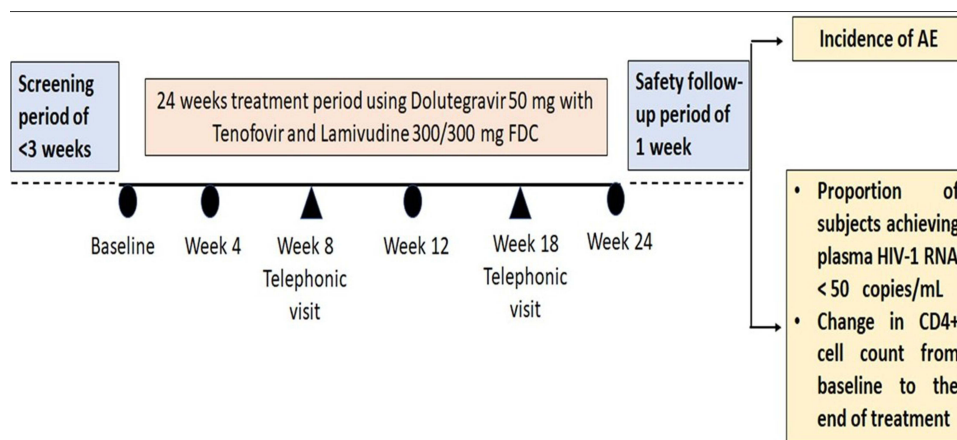 Screening
period of
<3 weeks
24 weeks treatment period using Dolutegravir 50 mg with
Tenofovir and Lamivudine 300/300 mg FDC
Safety follow-
up period of
1 week
Incidence of AE
Baseline
Week 4
Week 8
Telephonic
visit
Week 12
Week 18
Telephonic
visit
Week 24
• Proportion of
subjects achieving
plasma HIV-1 RNA
< 50 copies/mL
• Change in CD4+
cell count from
baseline to the
end of treatment